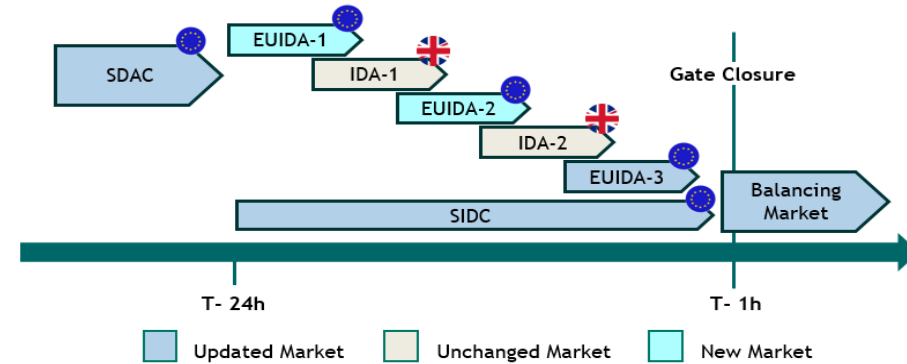 SDAC
EUIDA-1
IDA-1
EUIDA-2
IDA-2
EUIDA-3
SIDC
Gate Closure
Balancing
Market
T- 24h
T- 1h
Updated Market
Unchanged Market
New Market